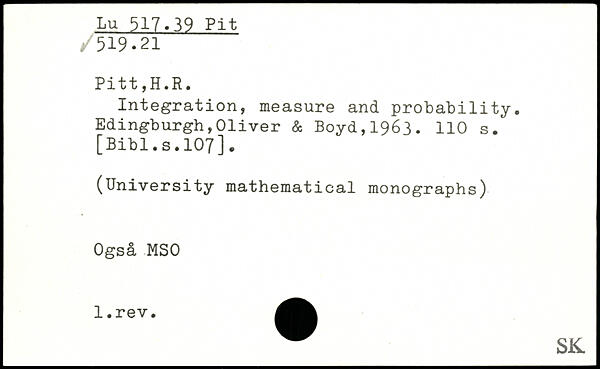 Lu 517.39 Pit
519.21
Pitt,H.R.
Integration, measure and probability.
Edingburgh,Oliver & Boyd,1963. 110 s.
[Bibl.s.107].
(University mathematical monographs)
Også MSO
1.rev.
SK